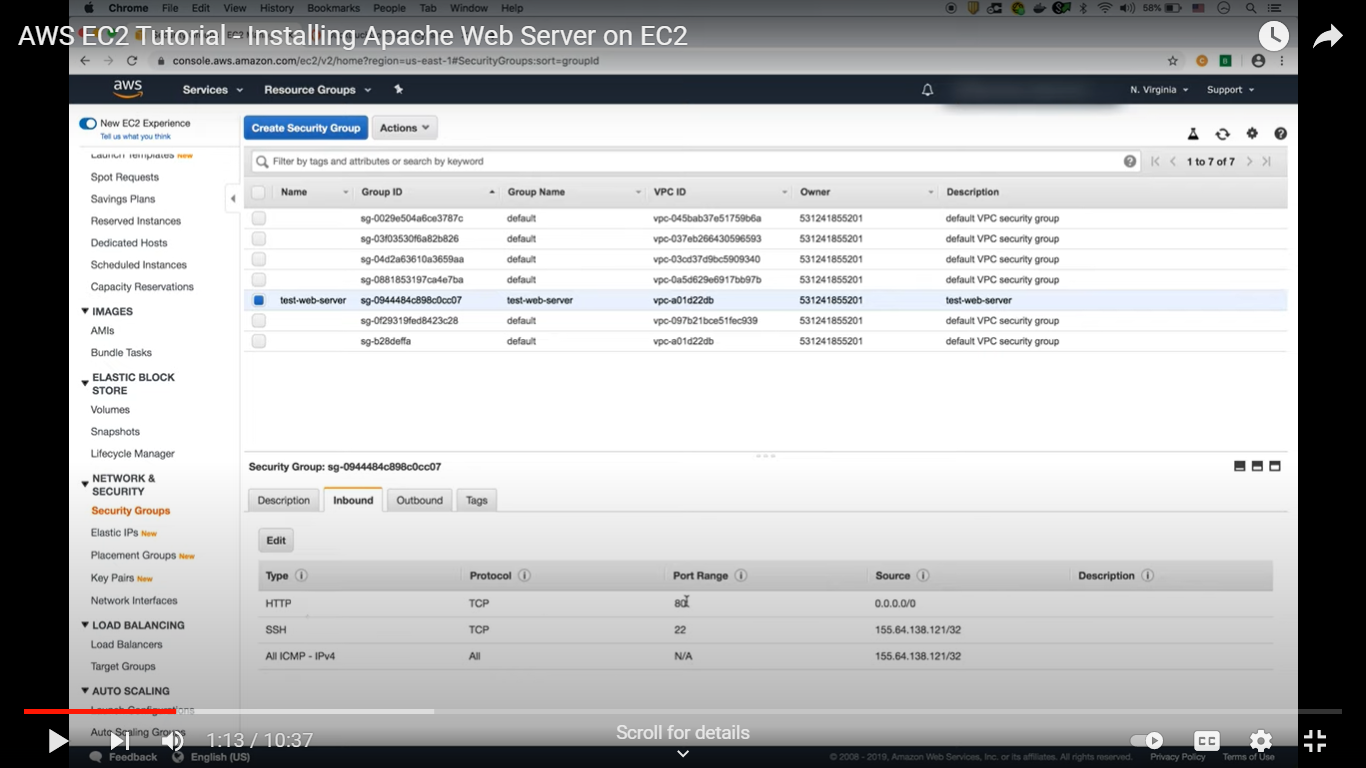 Chrome File Edit View History Bookmarks People Tab Window Help 58%
AWS EC2 Tutorial - Installing Apache Web Server on EC2
console.aws.amazon.com/ec2/v2/home?region=us-east-1#SecurityGroups:sort=groupId
aws Services Resource Groups N. Virginia Support
New EC2 Experience
Tell us what you think
Create Security Group Actions
Launch Templates New
Filter by tags and attributes or search by keyword 1 to 7 of 7
Spot Requests
Savings Plans
Reserved Instances
Dedicated Hosts
Scheduled Instances
Capacity Reservations
IMAGES
AMIs
Bundle Tasks
ELASTIC BLOCK
STORE
Volumes
Snapshots
Lifecycle Manager
NETWORK &
SECURITY
Security Groups
Elastic IPs New
Placement Groups New
Key Pairs New
Network Interfaces
LOAD BALANCING
Load Balancers
Target Groups
AUTO SCALING
Launch Configurations
Auto Scaling Groups
Name Group ID Group Name VPC ID Owner Description
sg-0029e504a6ce3787c default vpc-045bab37e51759b6a 531241855201 default VPC security group
sg-03f03530f6a82b826 default vpc-037eb266430596593 531241855201 default VPC security group
sg-04d2a63610a3659aa default vpc-03cd37d9bc5909340 531241855201 default VPC security group
sg-0881853197ca4e7ba default vpc-0a5d629e6917bb97b 531241855201 default VPC security group
test-web-server sg-0944484c898c0cc07 test-web-server vpc-a01d22db 531241855201 test-web-server
sg-0f29319fed8423c28 default vpc-097b21bce51fec939 531241855201 default VPC security group
sg-b28deffa default vpc-a01d22db 531241855201 default VPC security group
Security Group: sg-0944484c898c0cc07
Description Inbound Outbound Tags
Edit
Type Protocol Port Range Source Description
HTTP TCP 80 0.0.0.0/0
SSH TCP 22 155.64.138.121/32
All ICMP - IPv4 All N/A 155.64.138.121/32
Scroll for details
1:13 / 10:37 CC
Feedback English (US) © 2008 - 2019, Amazon Web Services, Inc. or its affiliates. All rights reserved. Privacy Policy Terms of Use